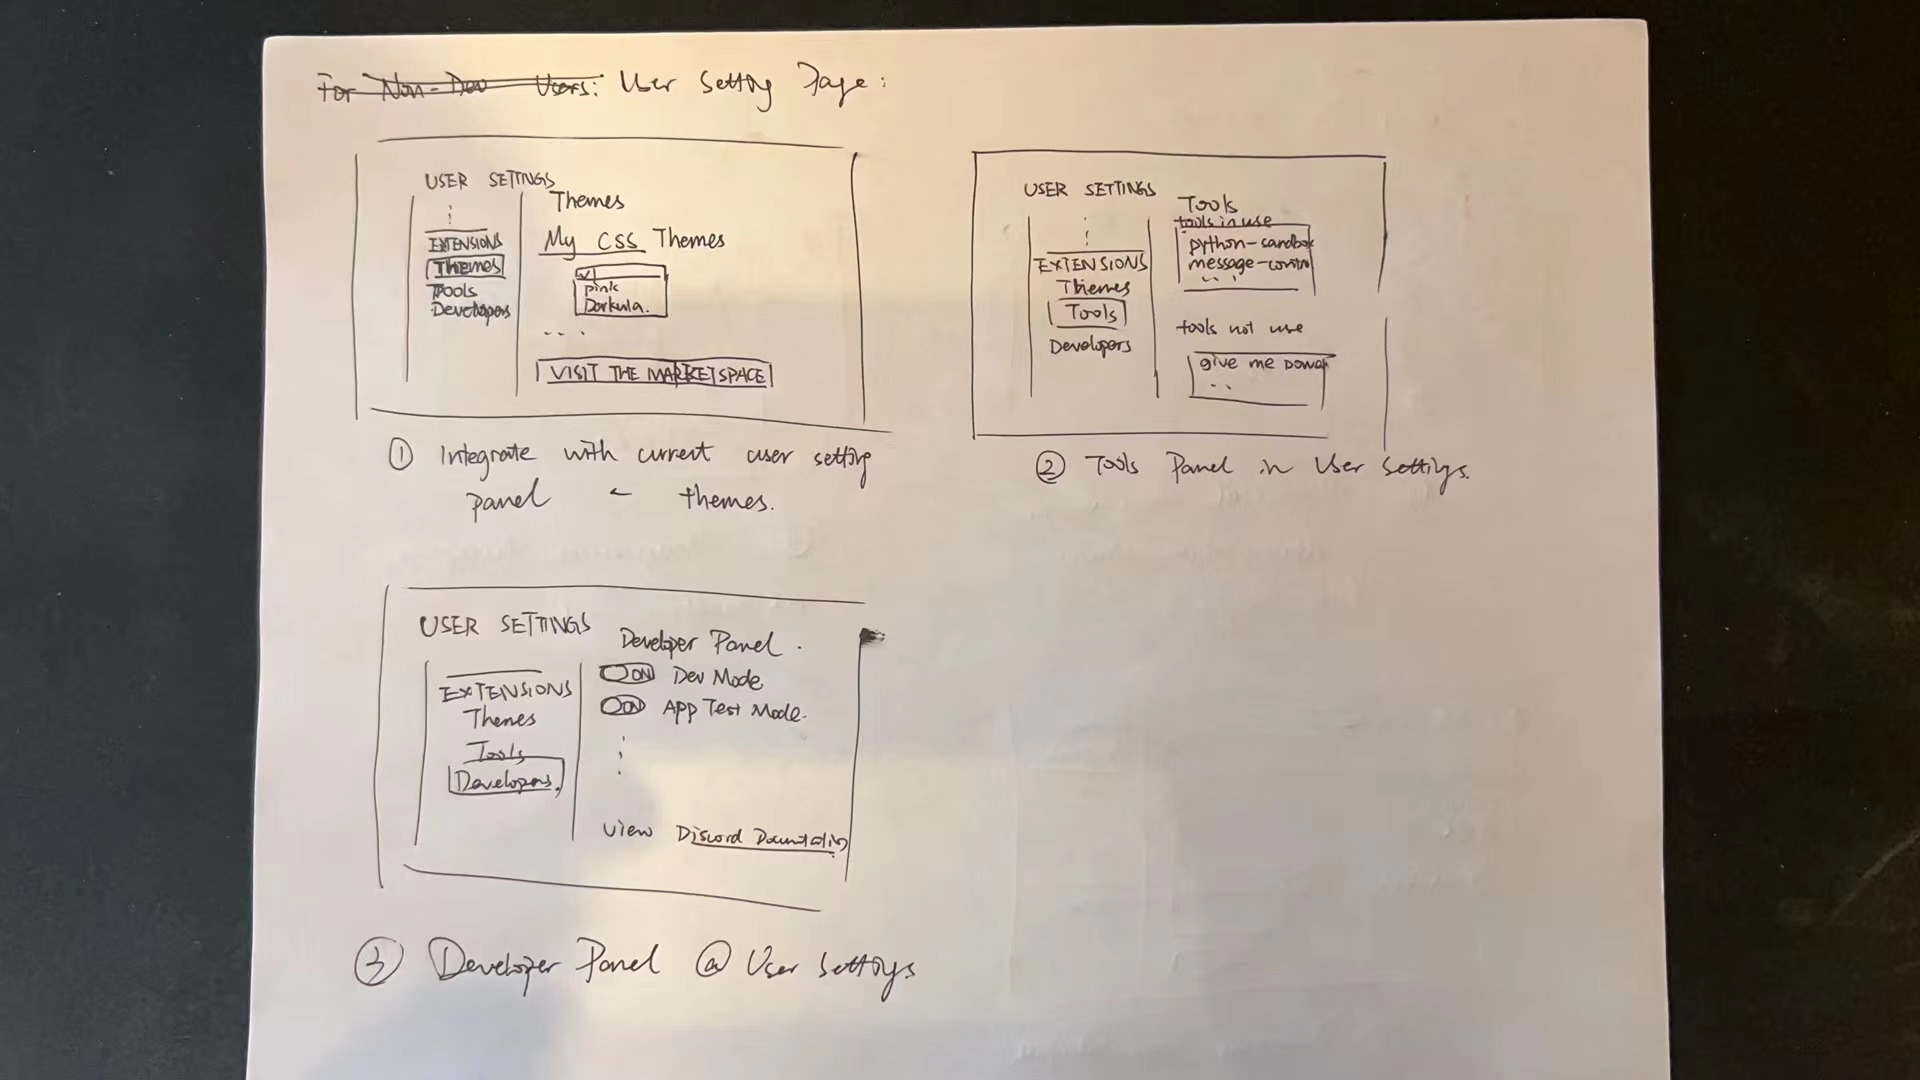 For Non-Dev Users: User Setting Page:
USER SETTINGS
EXTENSIONS
Themes
Tools
Developers
Themes
My CSS Themes
pink
Darkula.
...
VISIT THE MARKETSPACE
① Integrate with current user setting
panel - themes.
USER SETTINGS
EXTENSIONS
Themes
Tools
Developers
Tools
tools in use
python-sandbox
message-control
...
tools not use
give me power
..
② Tools Panel in User Settings.
USER SETTINGS
EXTENSIONS
Themes
Tools
Developers.
Developer Panel.
ON Dev Mode
ON App Test Mode.
View Discord
③ Developer Panel @ User Settings